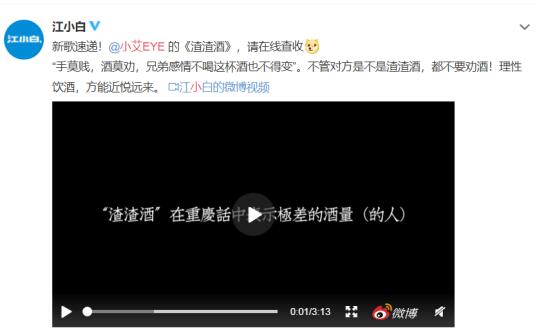 江小白
江小白.
新歌速递！@小艾EYE 的《渣渣酒》，请在线查收
“手莫贱，酒莫劝，兄弟感情不喝这杯酒也不得变”。不管对方是不是渣渣酒，都不要劝酒！理性
饮酒，方能近悦远来。 江小白的微博视频
“渣渣酒”在重慶話中表示極差的酒量（的人）
0:01/3:13
微博